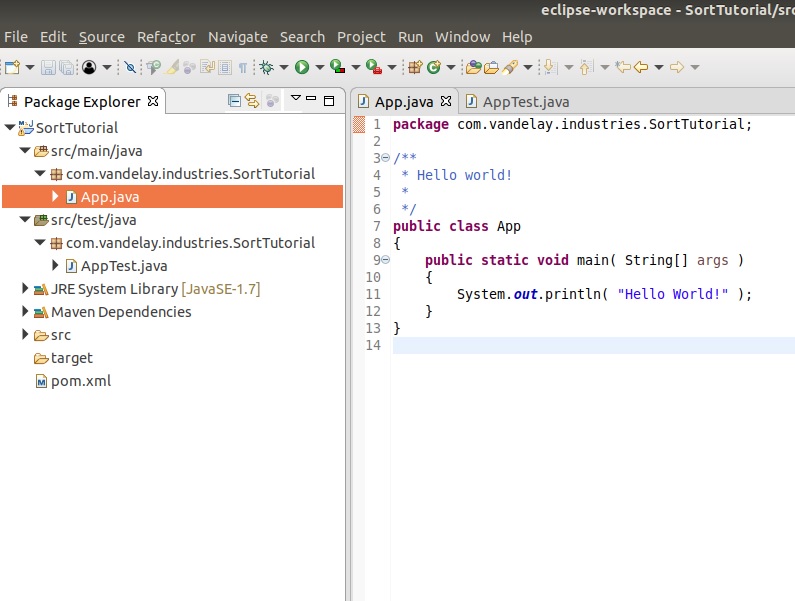 eclipse-workspace - SortTutorial/src
File Edit Source Refactor Navigate Search Project Run Window Help
Package Explorer
SortTutorial
src/main/java
com.vandelay.industries.SortTutorial
App.java
src/test/java
com.vandelay.industries.SortTutorial
AppTest.java
JRE System Library [JavaSE-1.7]
Maven Dependencies
src
target
pom.xml
App.java AppTest.java
1 package com.vandelay.industries.SortTutorial;
2
3 /**
4  * Hello world!
5  *
6  */
7 public class App
8 {
9     public static void main( String[] args )
10     {
11         System.out.println( "Hello World!" );
12     }
13 }
14